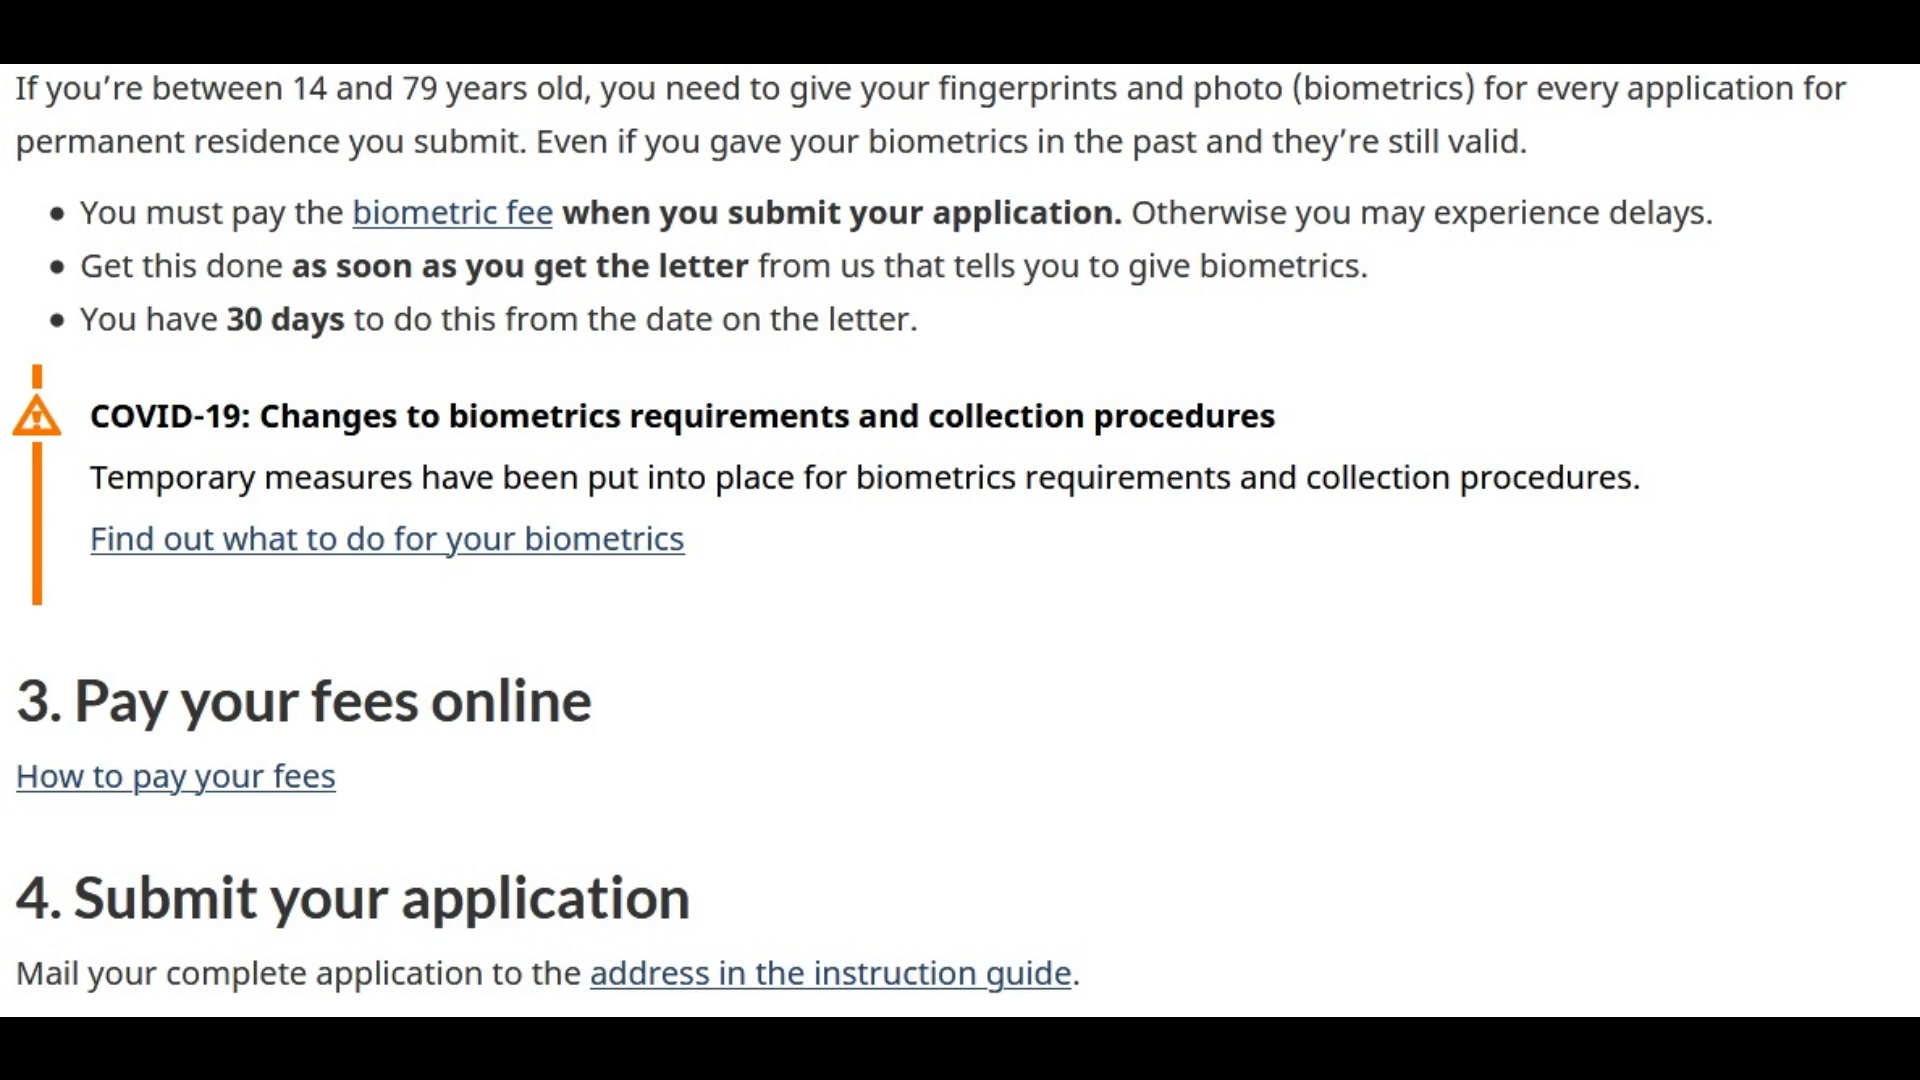 If you’re between 14 and 79 years old, you need to give your fingerprints and photo (biometrics) for every application for
permanent residence you submit. Even if you gave your biometrics in the past and they’re still valid.
• You must pay the biometric fee when you submit your application. Otherwise you may experience delays.
• Get this done as soon as you get the letter from us that tells you to give biometrics.
• You have 30 days to do this from the date on the letter.
COVID-19: Changes to biometrics requirements and collection procedures
Temporary measures have been put into place for biometrics requirements and collection procedures.
Find out what to do for your biometrics
3. Pay your fees online
How to pay your fees
4. Submit your application
Mail your complete application to the address in the instruction guide.